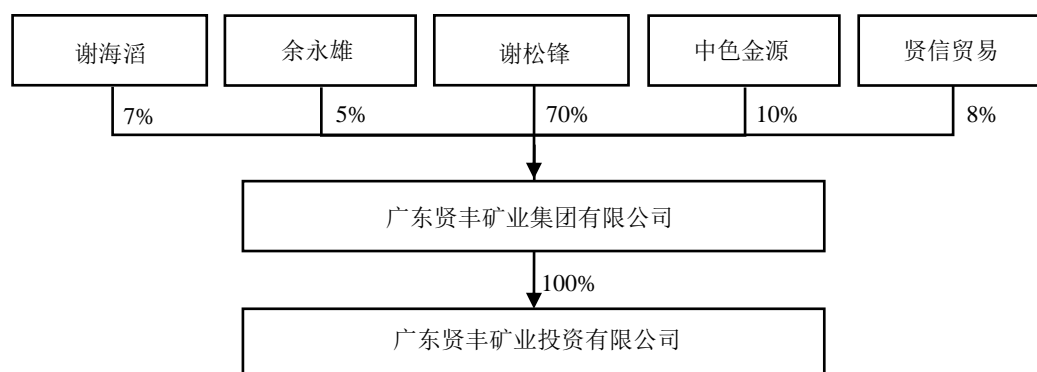 谢海滔
余永雄
谢松锋
中色金源
贤信贸易
7%
5%
70%
10%
8%
广东贤丰矿业集团有限公司
100%
广东贤丰矿业投资有限公司